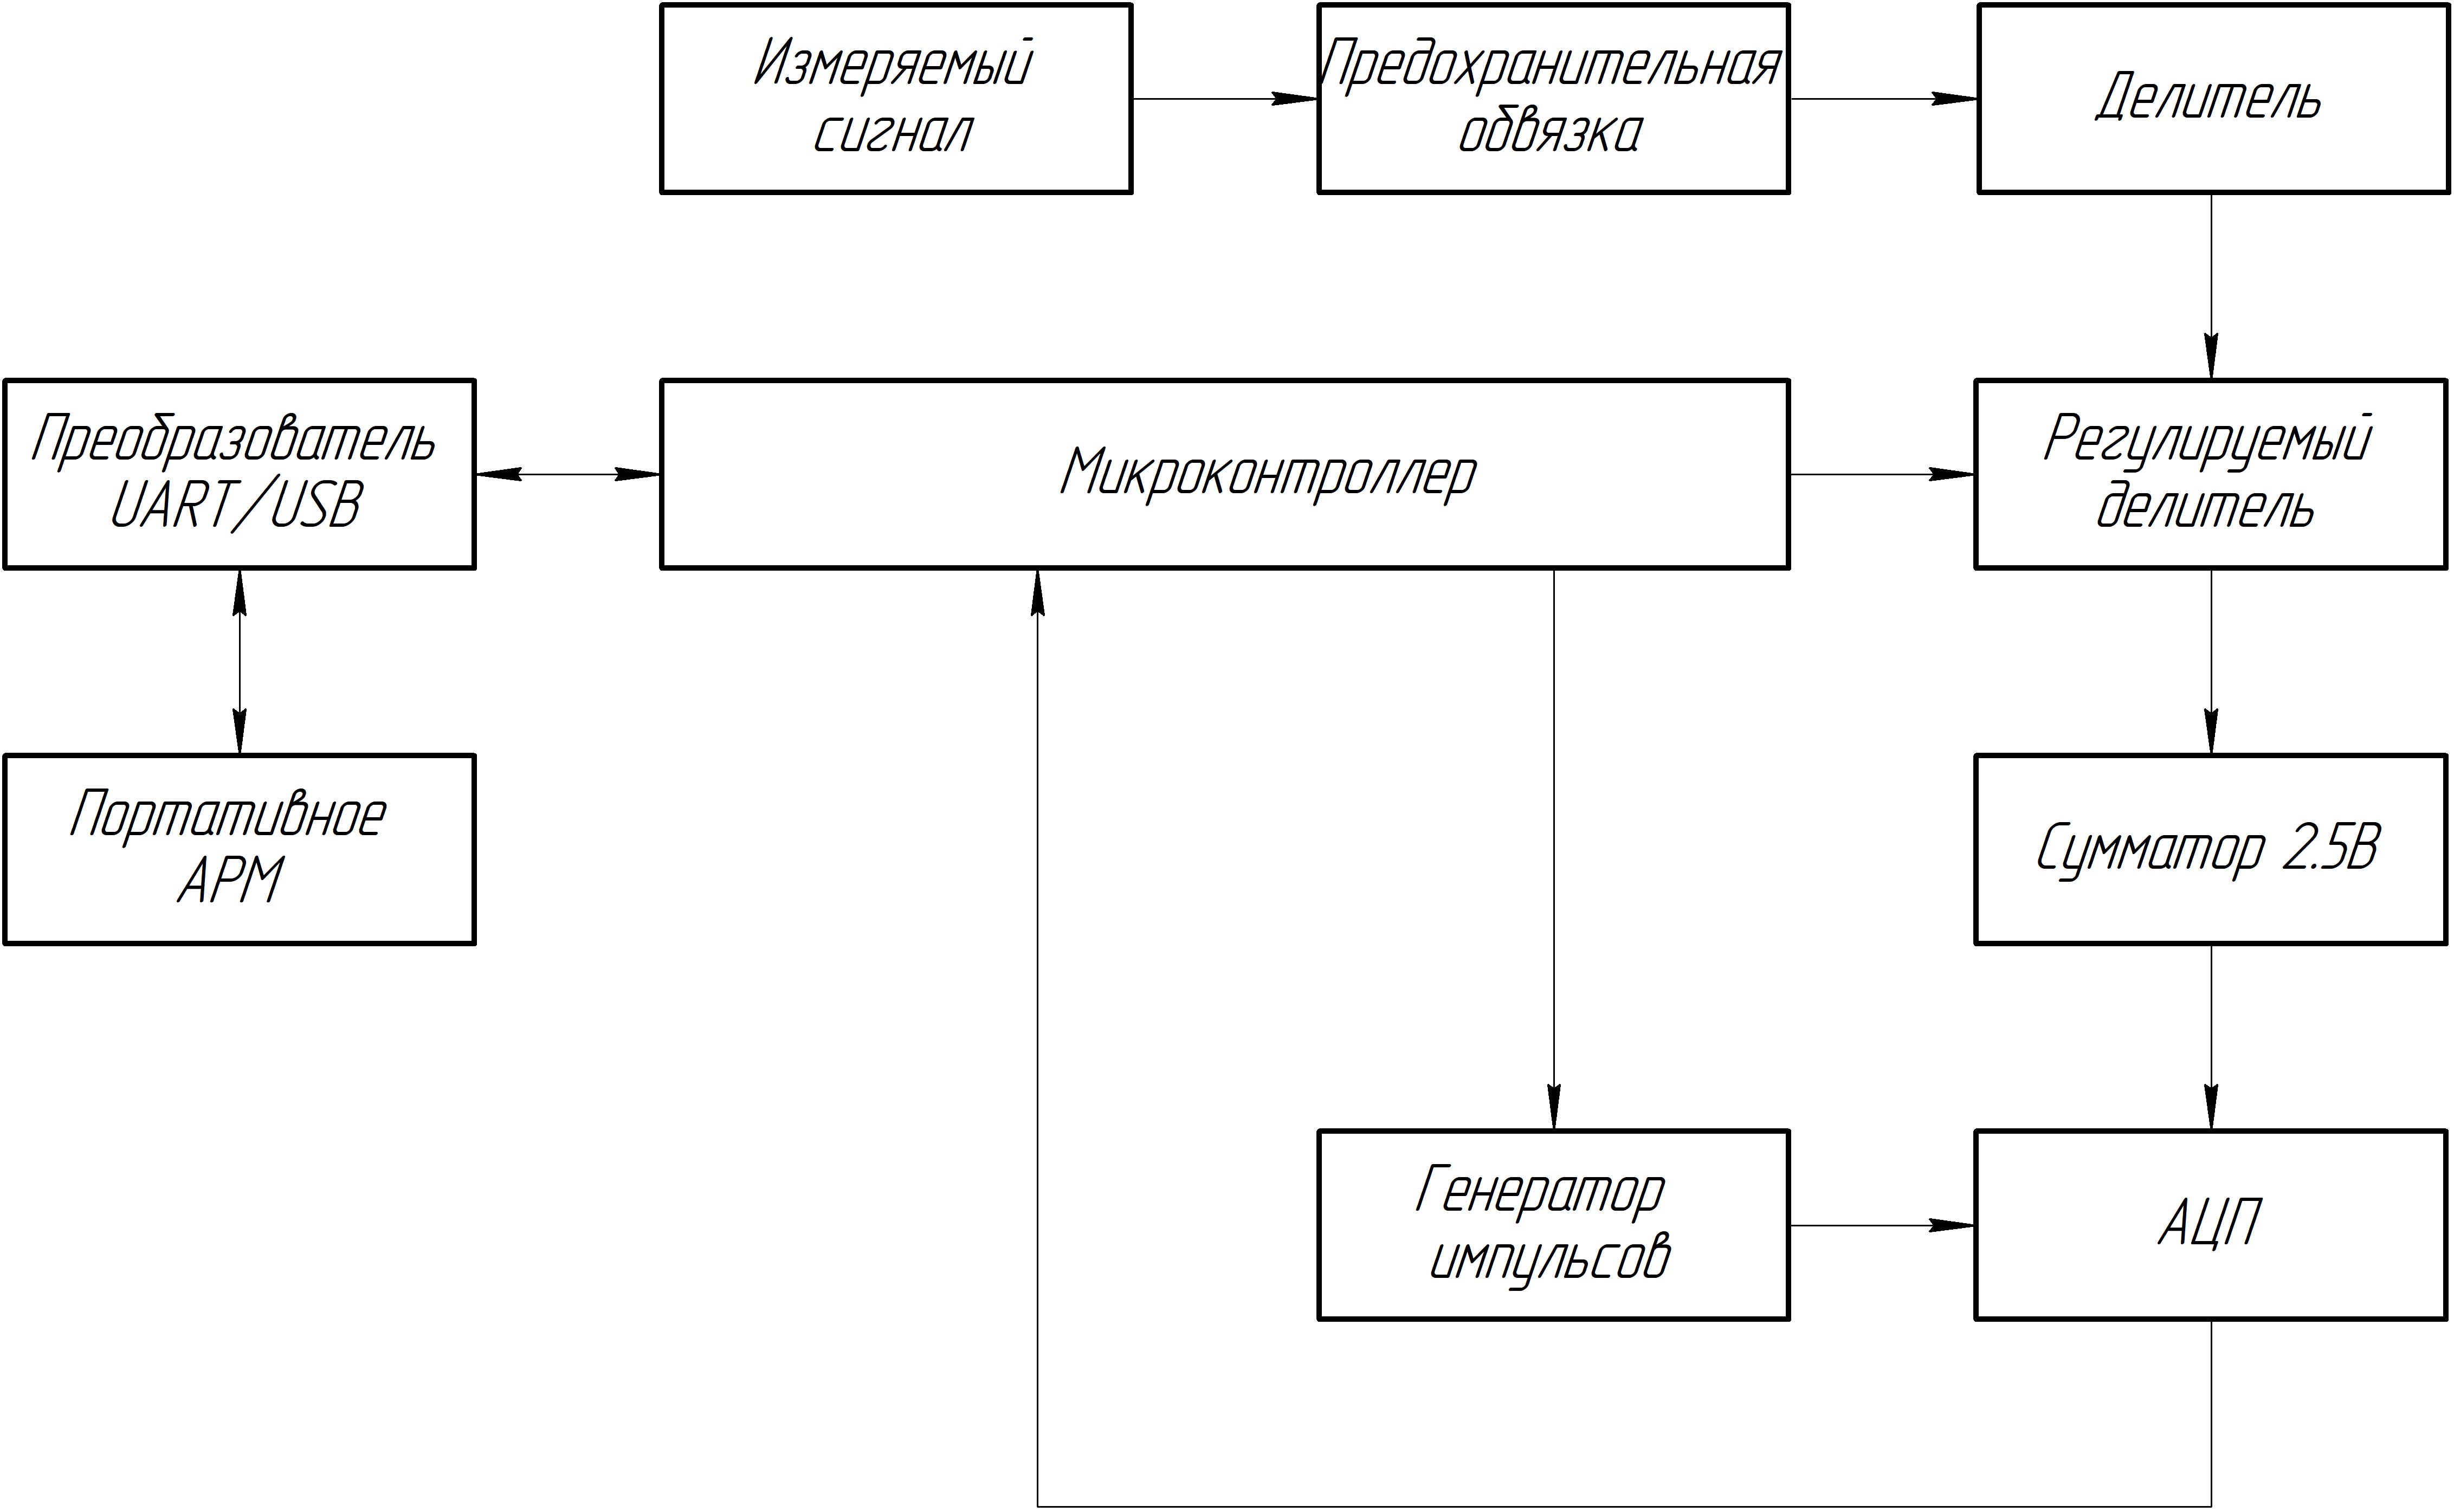 Измеряемый
сигнал
Предохранительная
обвязка
Делитель
Преобразователь
UART/USB
Микроконтроллер
Регулируемый
делитель
Портативное
АРМ
Сумматор 2.5В
Генератор
импульсов
АЦП